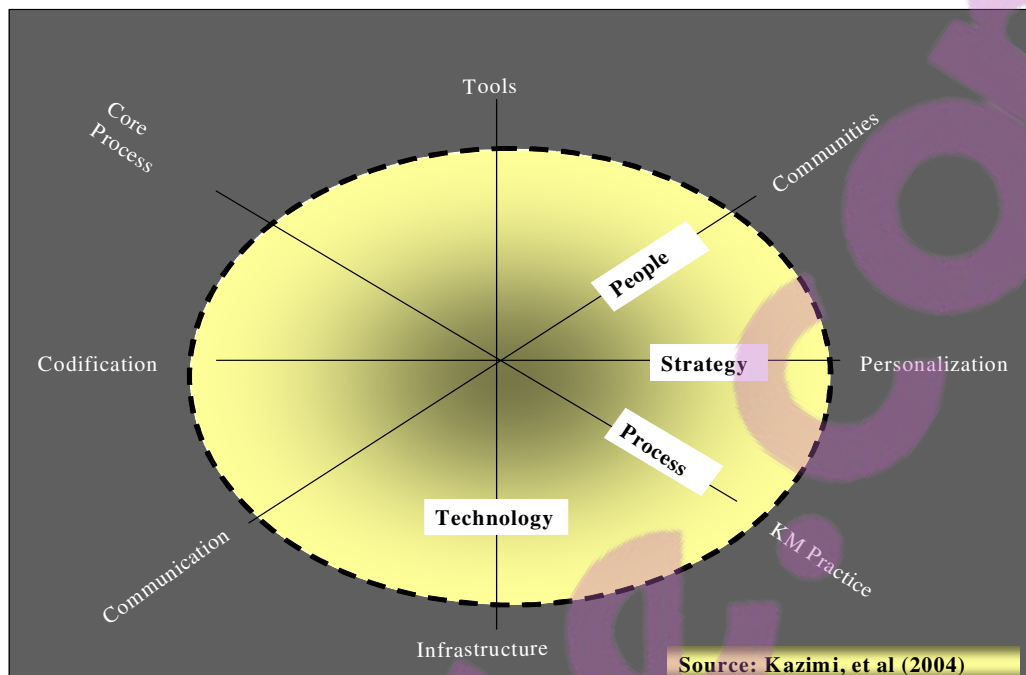 Tools
Core
Process
Communities
People
Codification
Strategy
Personalization
Process
Technology
KM Practice
Communication
Infrastructure
Source: Kazimi, et al (2004)